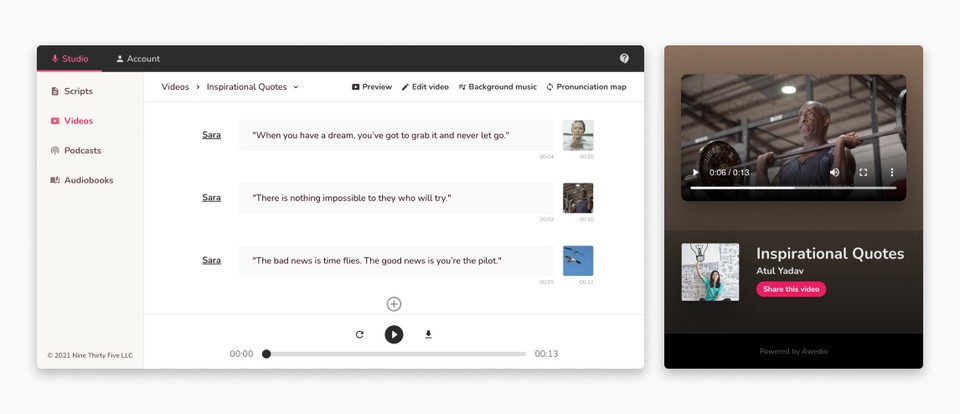 Studio
Account
Scripts
Videos
Podcasts
Audiobooks
© 2021 Nine Thirty Five LLC
Videos > Inspirational Quotes
Preview
Edit video
Background music
Pronunciation map
Sara
"When you have a dream, you've got to grab it and never let go."
00:04
00:20
Sara
"There is nothing impossible to they who will try."
00:03
00:10
Sara
"The bad news is time flies. The good news is you're the pilot."
00:05
00:11
00:00
00:13
0:06 / 0:13
Inspirational Quotes
Atul Yadav
Share this video
Powered by Awedio